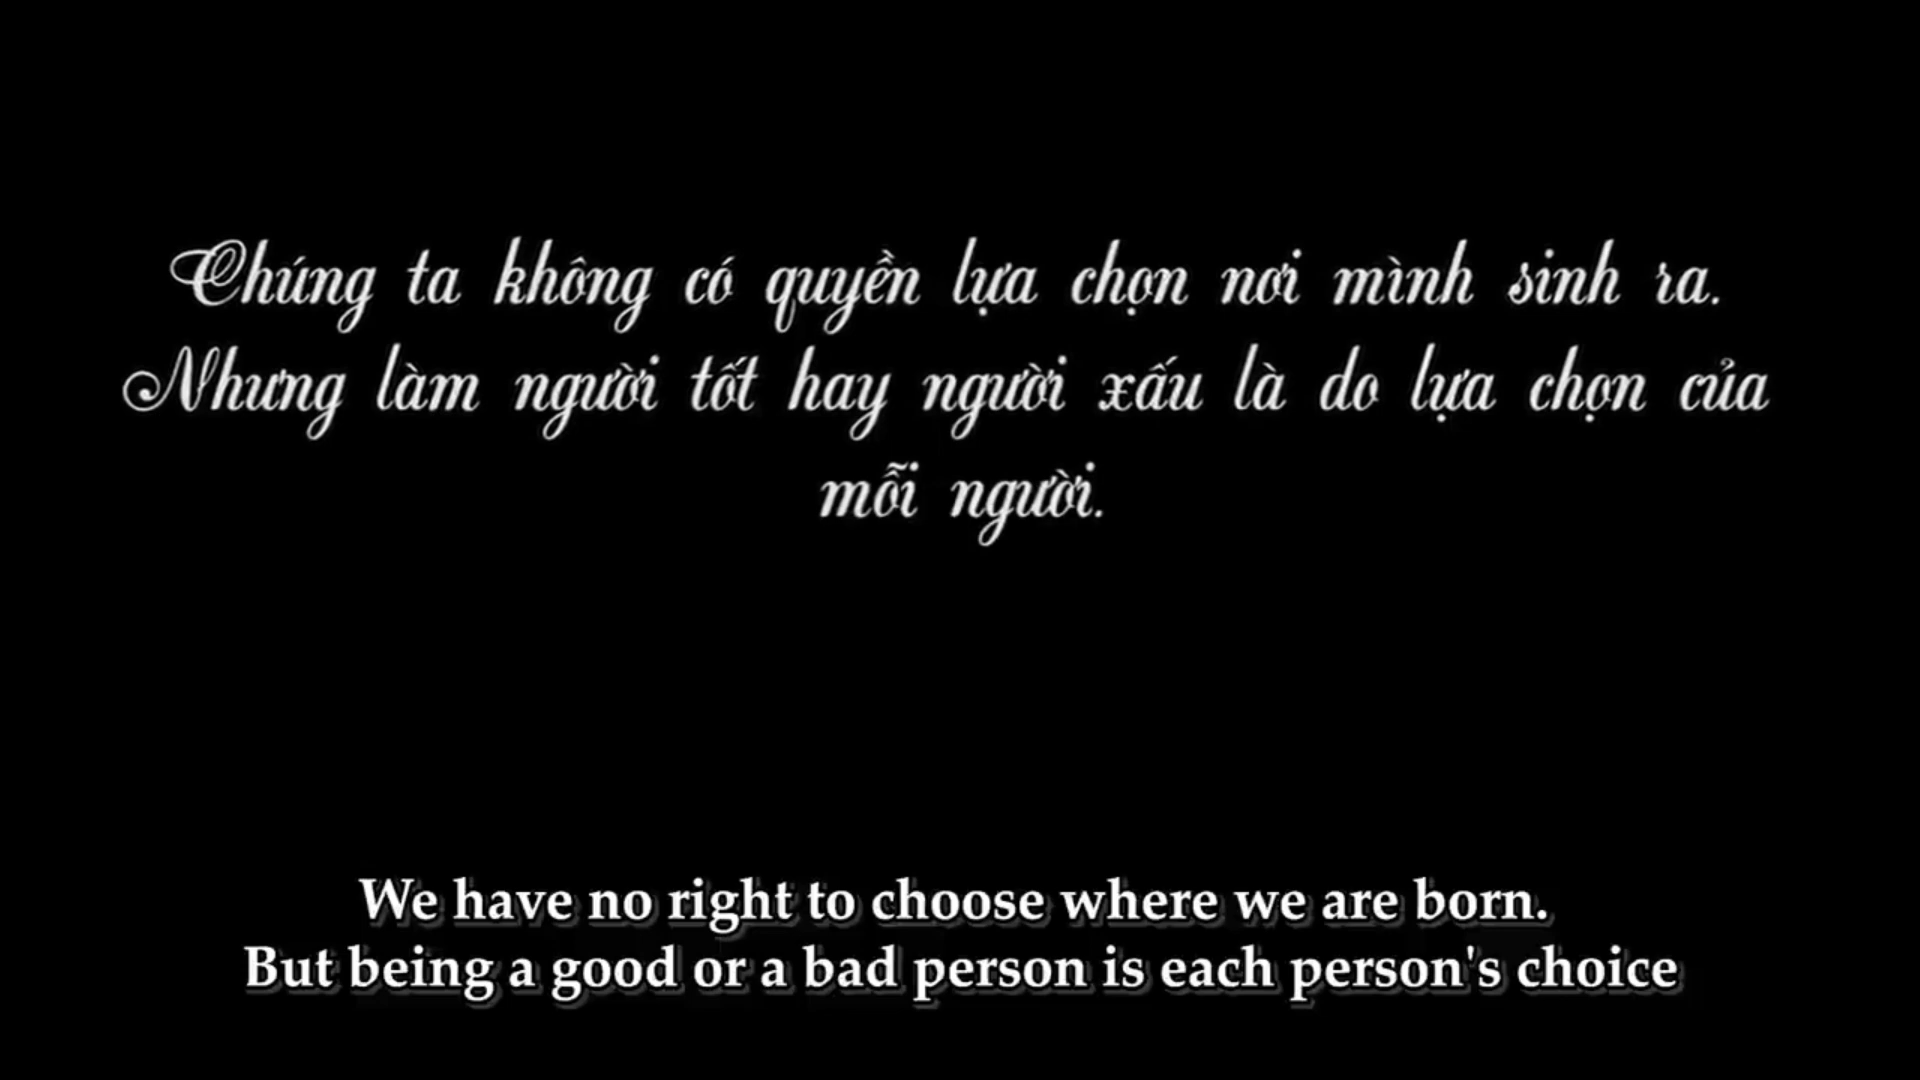 Chúng ta không có quyền lựa chọn nơi mình sinh ra.
Nhưng làm người tốt hay người xấu là do lựa chọn của
mỗi người.
We have no right to choose where we are born.
But being a good or a bad person is each person's choice